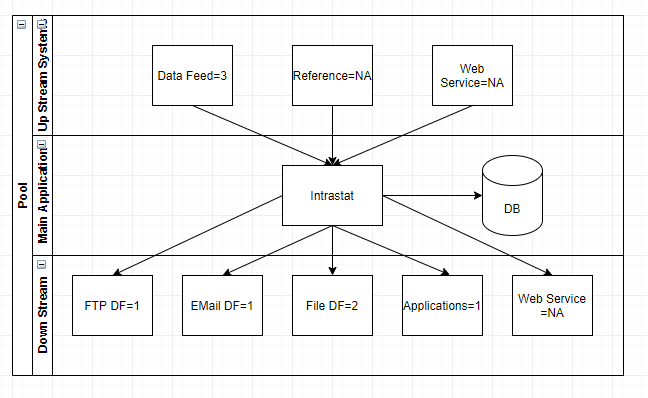 Pool
Up Stream Systems
Data Feed=3
Reference=NA
Web
Service=NA
Main Application
Intrastat
DB
Down Stream
FTP DF=1
EMail DF=1
File DF=2
Applications=1
Web Service
=NA